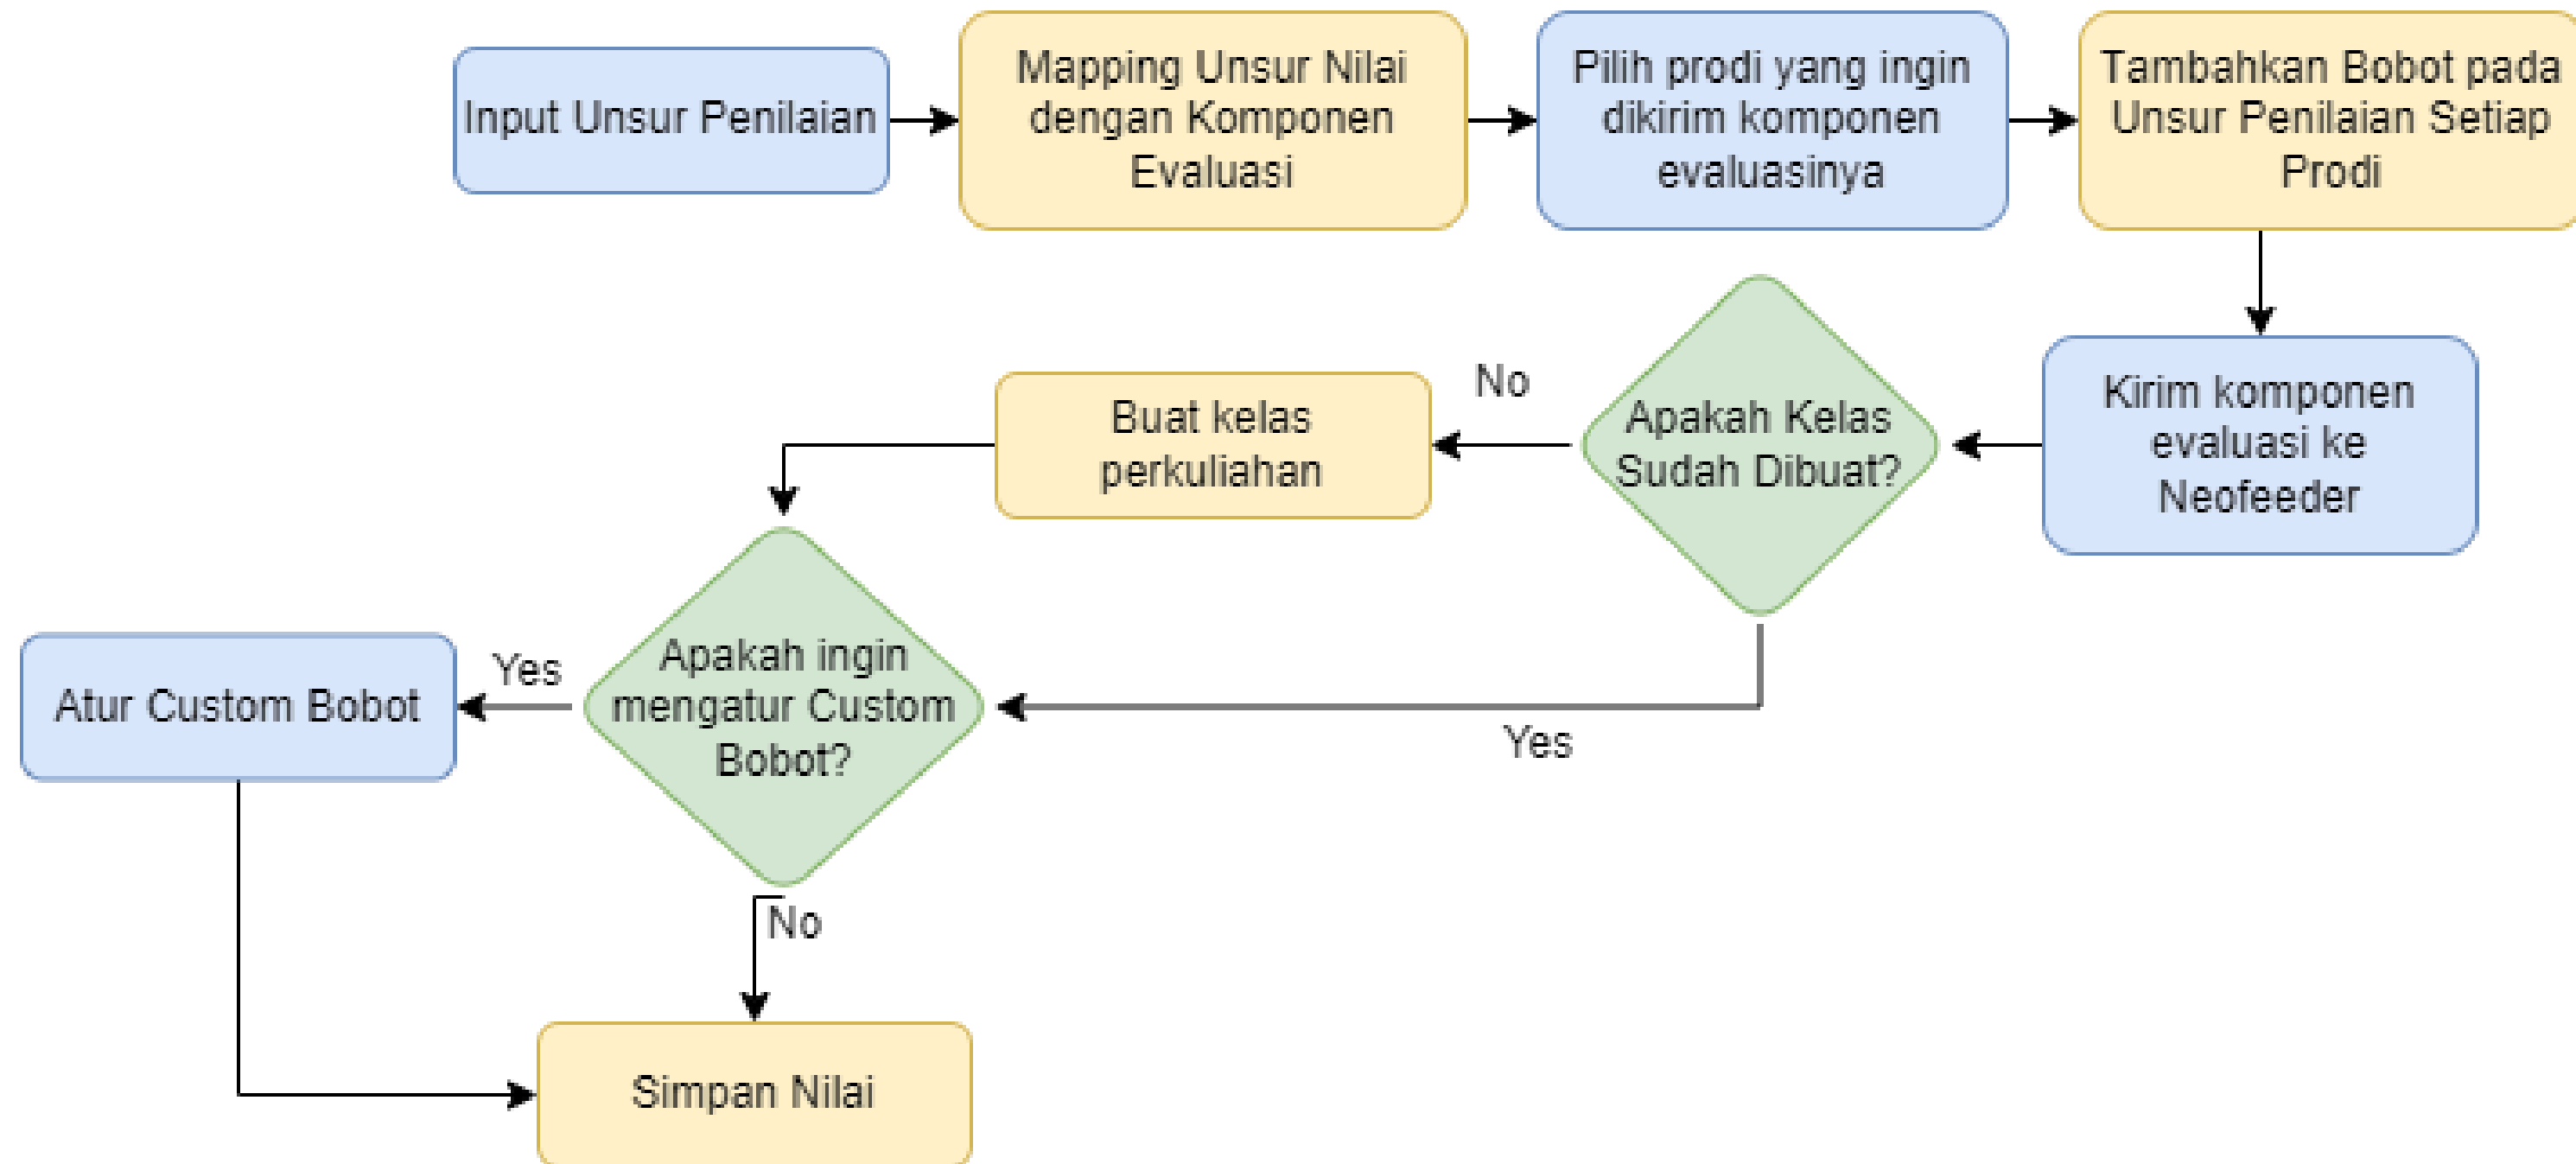 Input Unsur Penilaian
Mapping Unsur Nilai
dengan Komponen
Evaluasi
Pilih prodi yang ingin
dikirim komponen
evaluasinya
Tambahkan Bobot pada
Unsur Penilaian Setiap
Prodi
Kirim komponen
evaluasi ke
Neofeeder
Apakah Kelas
Sudah Dibuat?
No
Buat kelas
perkuliahan
Yes
Apakah ingin
mengatur Custom
Bobot?
Yes
Atur Custom Bobot
No
Simpan Nilai